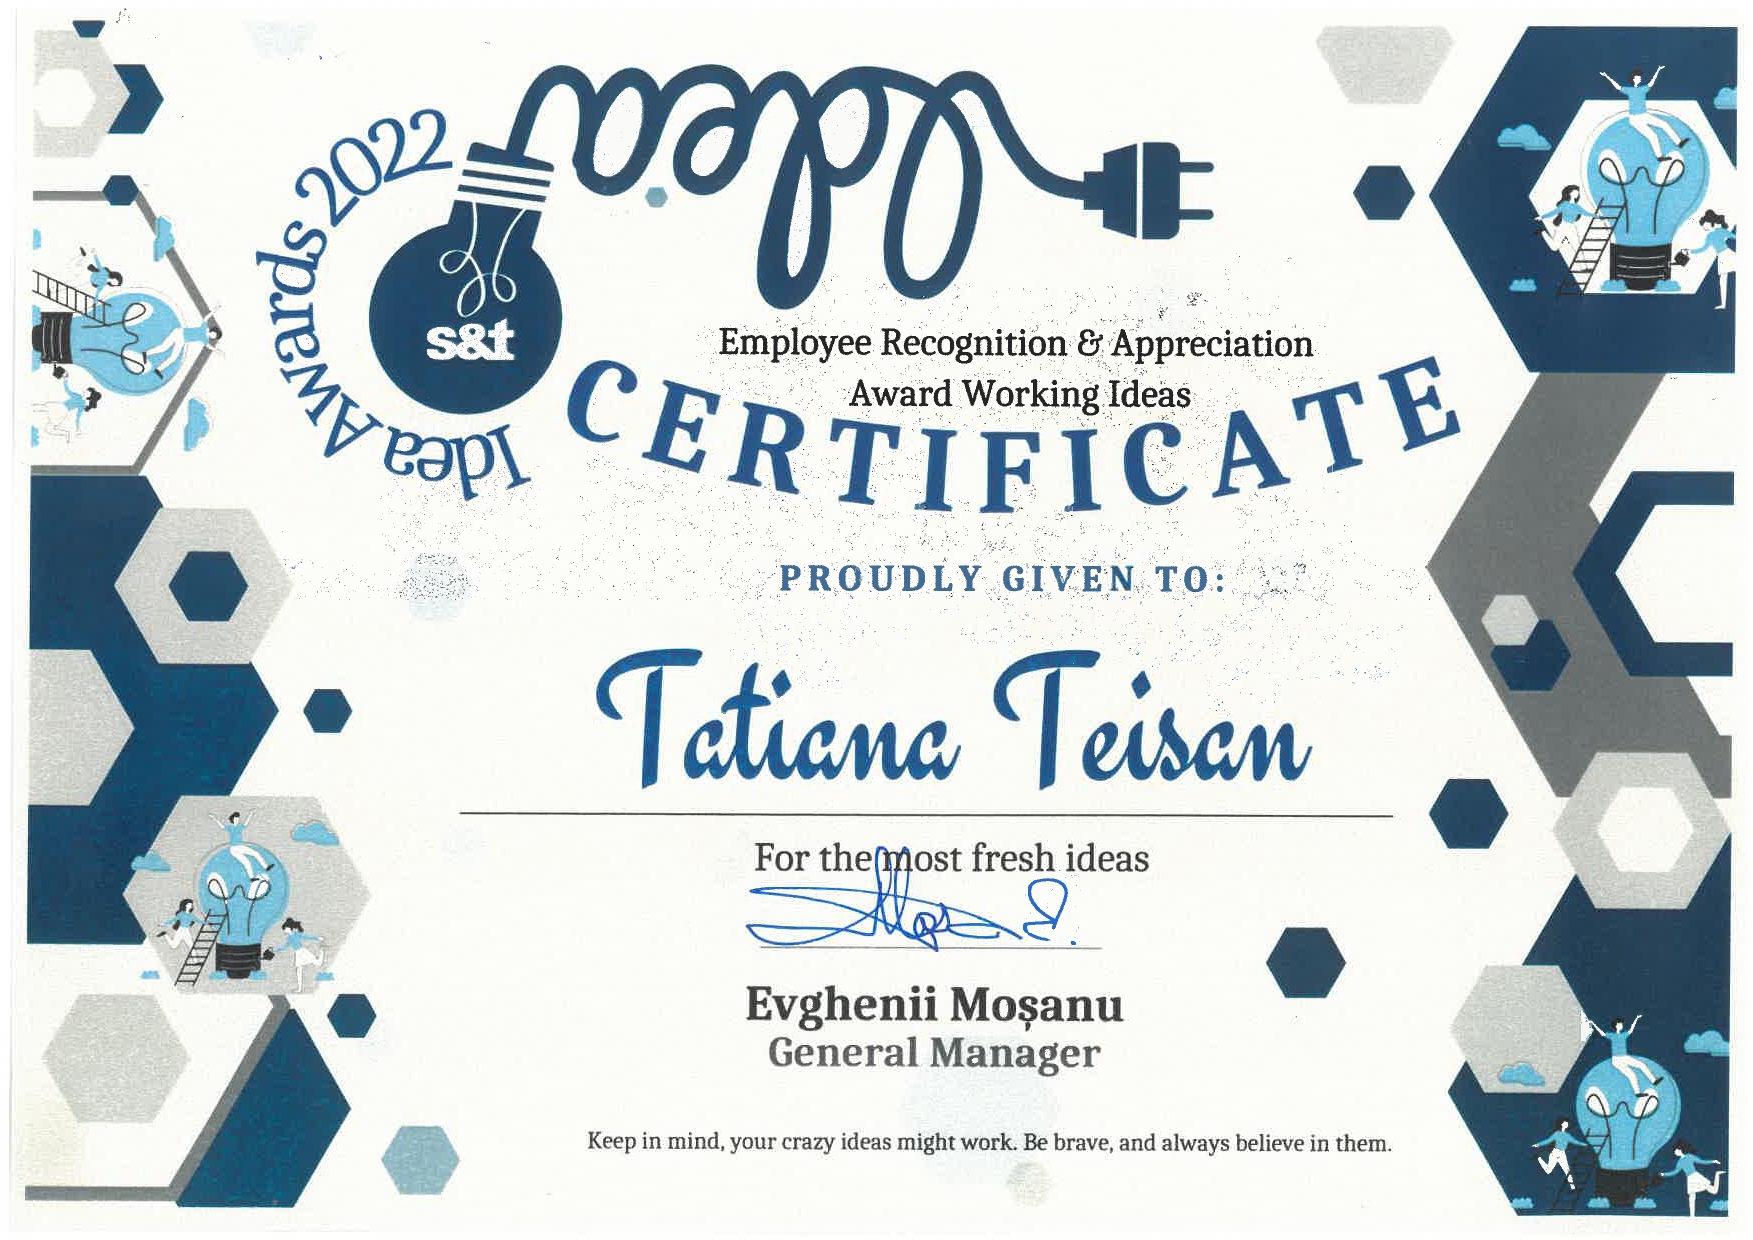 Idea
Idea Awards 2022
s&t
Employee Recognition & Appreciation
Award Working Ideas
CERTIFICATE
PROUDLY GIVEN TO:
Tatiana Teisan
For the most fresh ideas
Evghenii Moșanu
General Manager
Keep in mind, your crazy ideas might work. Be brave, and always believe in them.